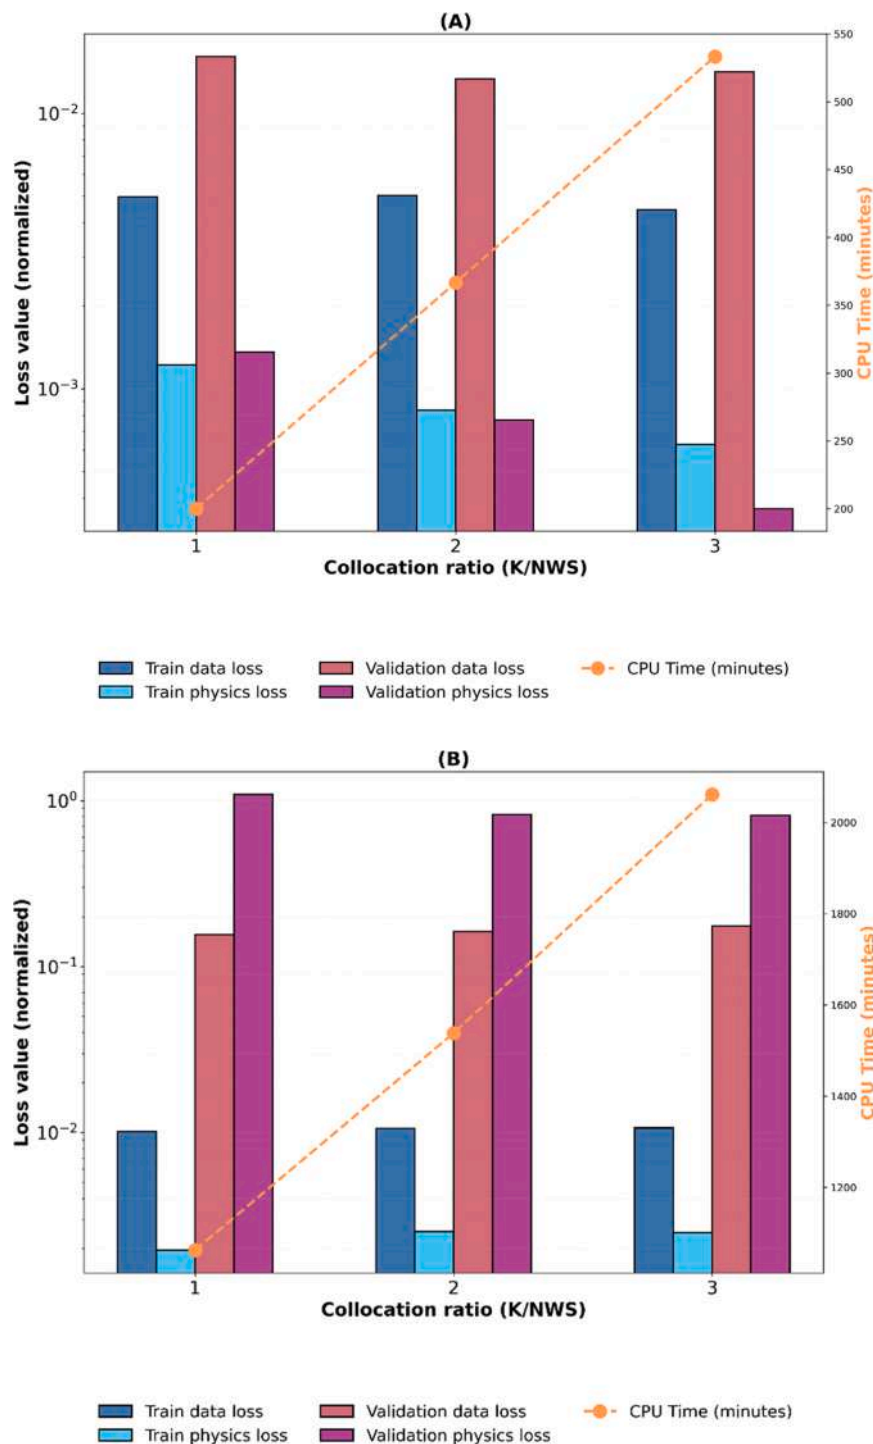 (A)
10⁻²
10⁻³
Loss value (normalized)
550
500
450
400
350
300
250
200
CPU Time (minutes)
1 2 3
Collocation ratio (K/NWS)
Train data loss Validation data loss CPU Time (minutes)
Train physics loss Validation physics loss
(B)
10⁰
10⁻¹
10⁻²
Loss value (normalized)
2000
1800
1600
1400
1200
CPU Time (minutes)
1 2 3
Collocation ratio (K/NWS)
Train data loss Validation data loss CPU Time (minutes)
Train physics loss Validation physics loss